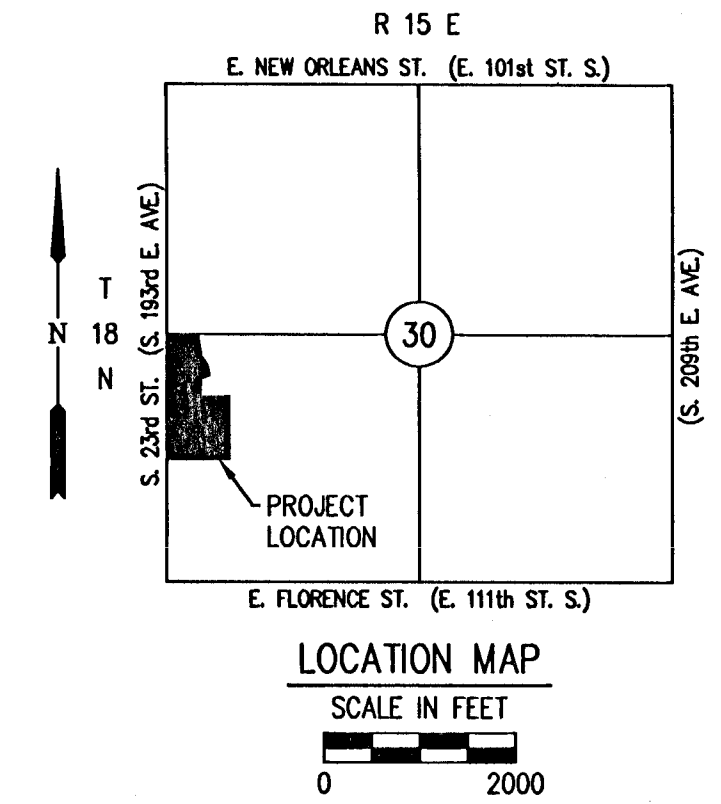 R 15 E
E. NEW ORLEANS ST. (E. 101st ST. S.)
S. 23rd ST. (S. 193rd E. AVE.)
T
18
N
N
30
(S. 209th E. AVE.)
PROJECT
LOCATION
E. FLORENCE ST. (E. 111th ST. S.)
LOCATION MAP
SCALE IN FEET
0 2000